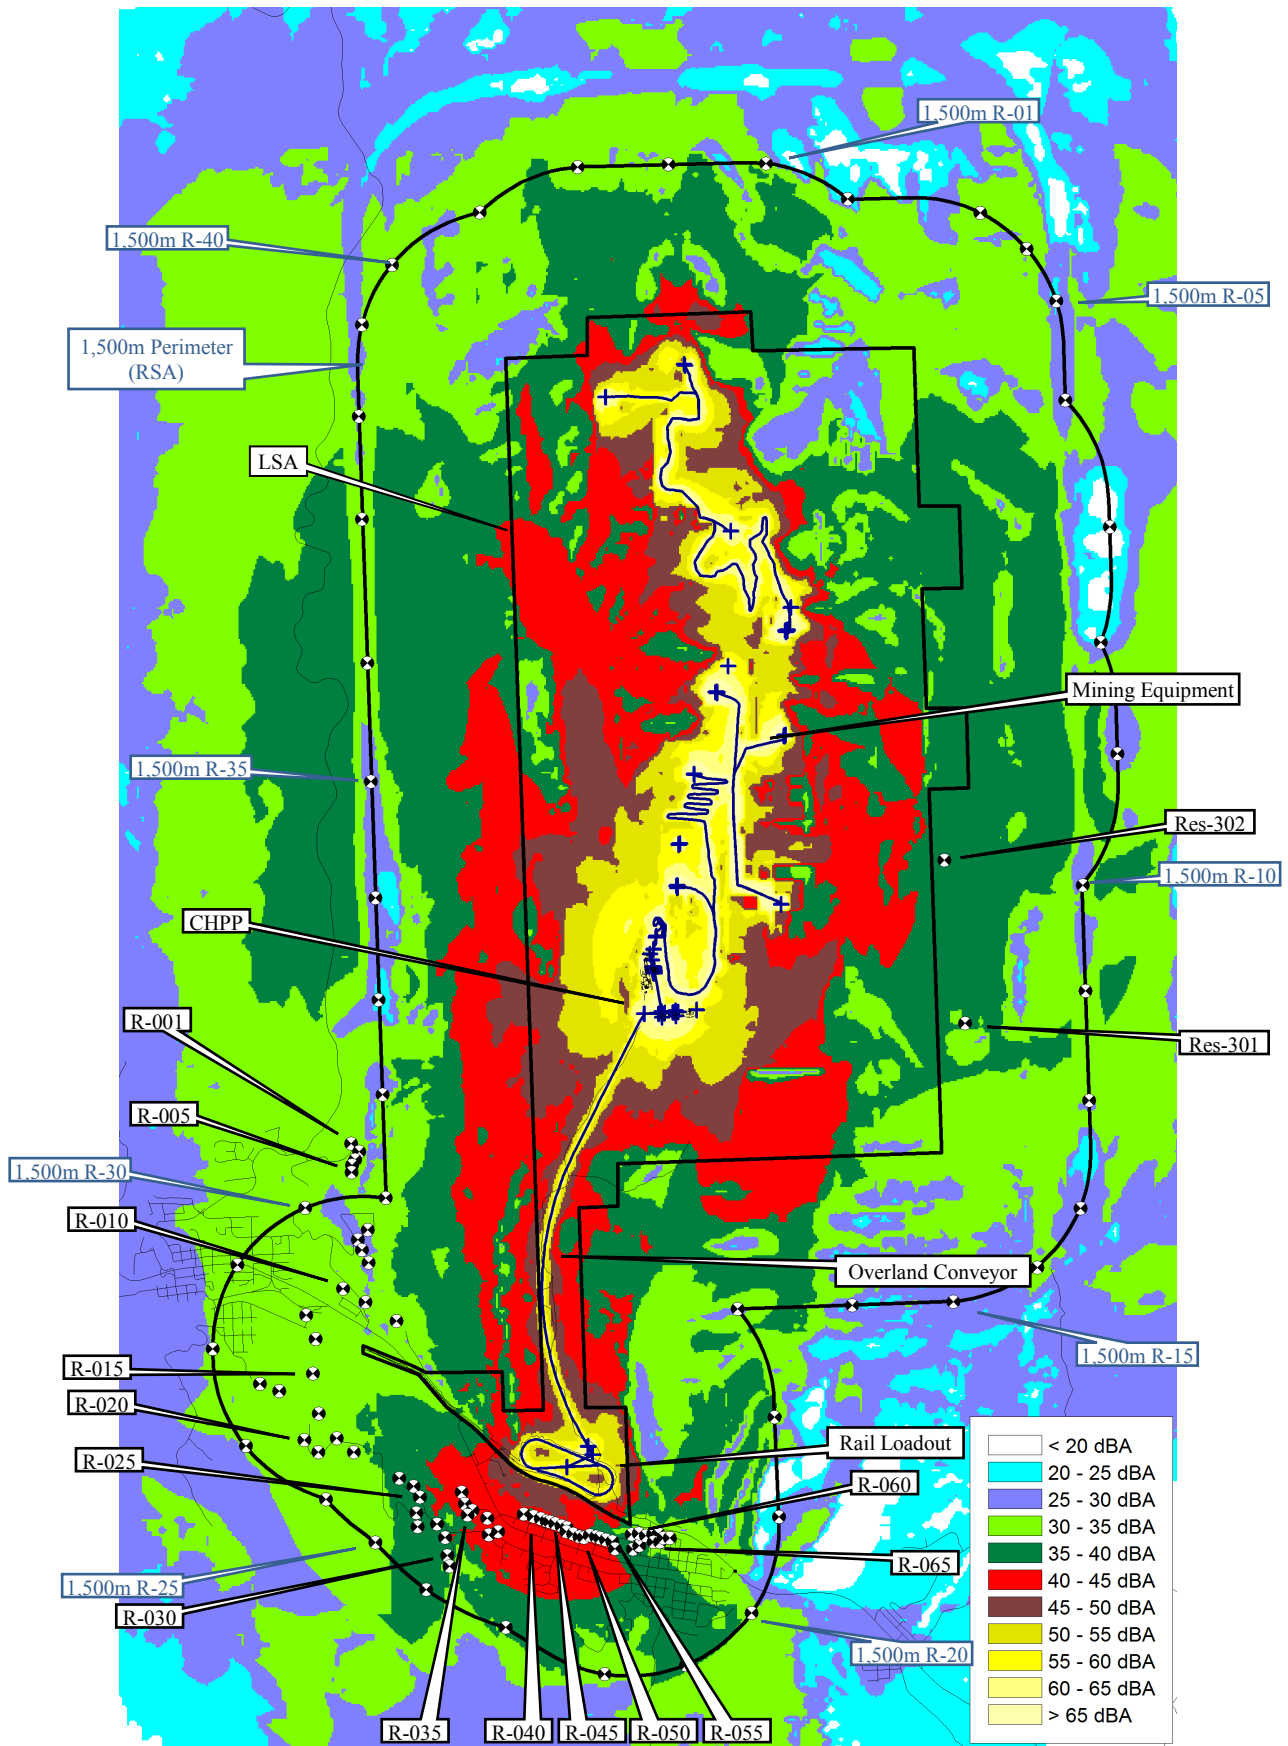 1,500m R-01
1,500m R-40
1,500m R-05
1,500m Perimeter
(RSA)
LSA
Mining Equipment
1,500m R-35
Res-302
1,500m R-10
CHPP
R-001
Res-301
R-005
1,500m R-30
R-010
Overland Conveyor
1,500m R-15
R-015
R-020
Rail Loadout
R-025
R-060
R-065
1,500m R-25
R-030
1,500m R-20
R-035
R-040
R-045
R-050
R-055
< 20 dBA
20 - 25 dBA
25 - 30 dBA
30 - 35 dBA
35 - 40 dBA
40 - 45 dBA
45 - 50 dBA
50 - 55 dBA
55 - 60 dBA
60 - 65 dBA
> 65 dBA